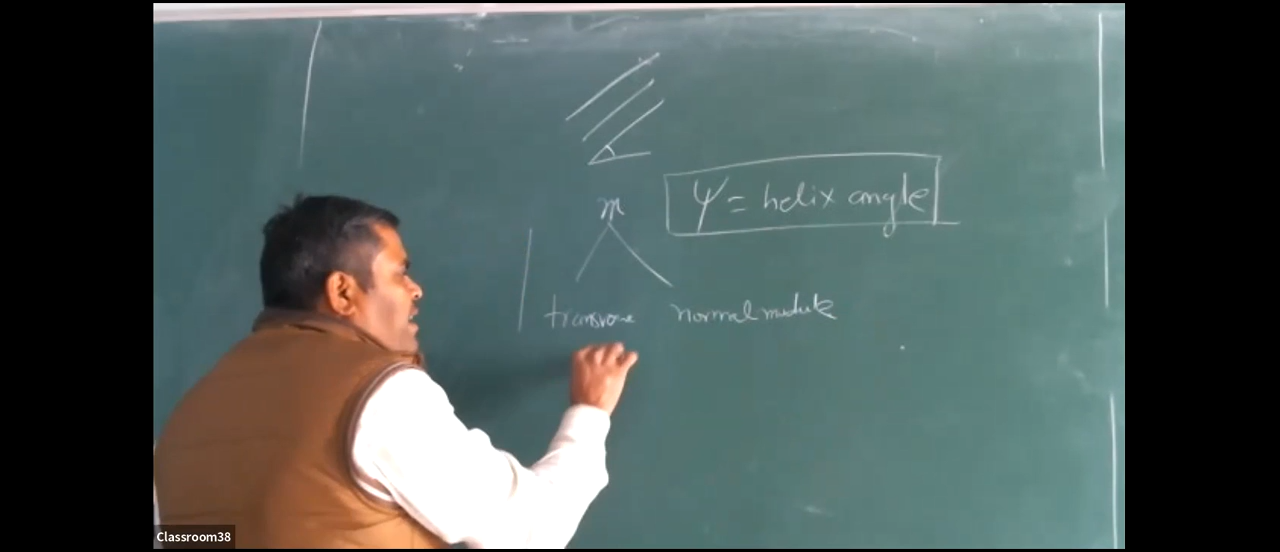 m
ψ = helix angle
transverse normal module
Classroom38